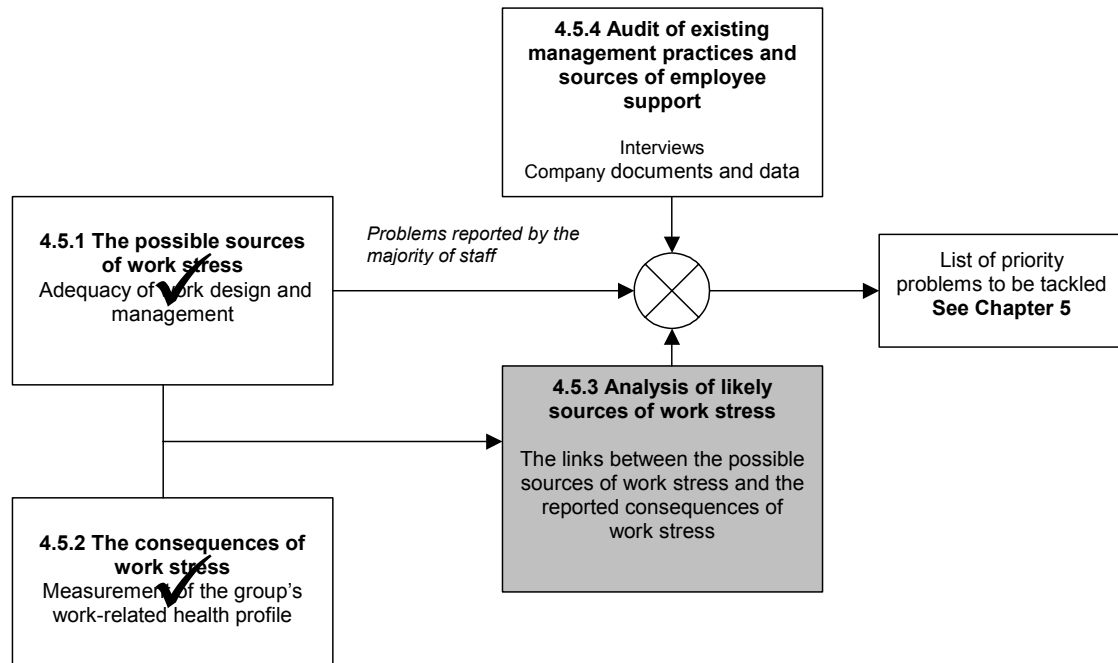 4.5.4 Audit of existing
management practices and
sources of employee
support
Interviews
Company documents and data
4.5.1 The possible sources
of work stress
Adequacy of work design and
management
Problems reported by the
majority of staff
List of priority
problems to be tackled
See Chapter 5
4.5.3 Analysis of likely
sources of work stress
The links between the possible
sources of work stress and the
reported consequences of
work stress
4.5.2 The consequences of
work stress
Measurement of the group's
work-related health profile